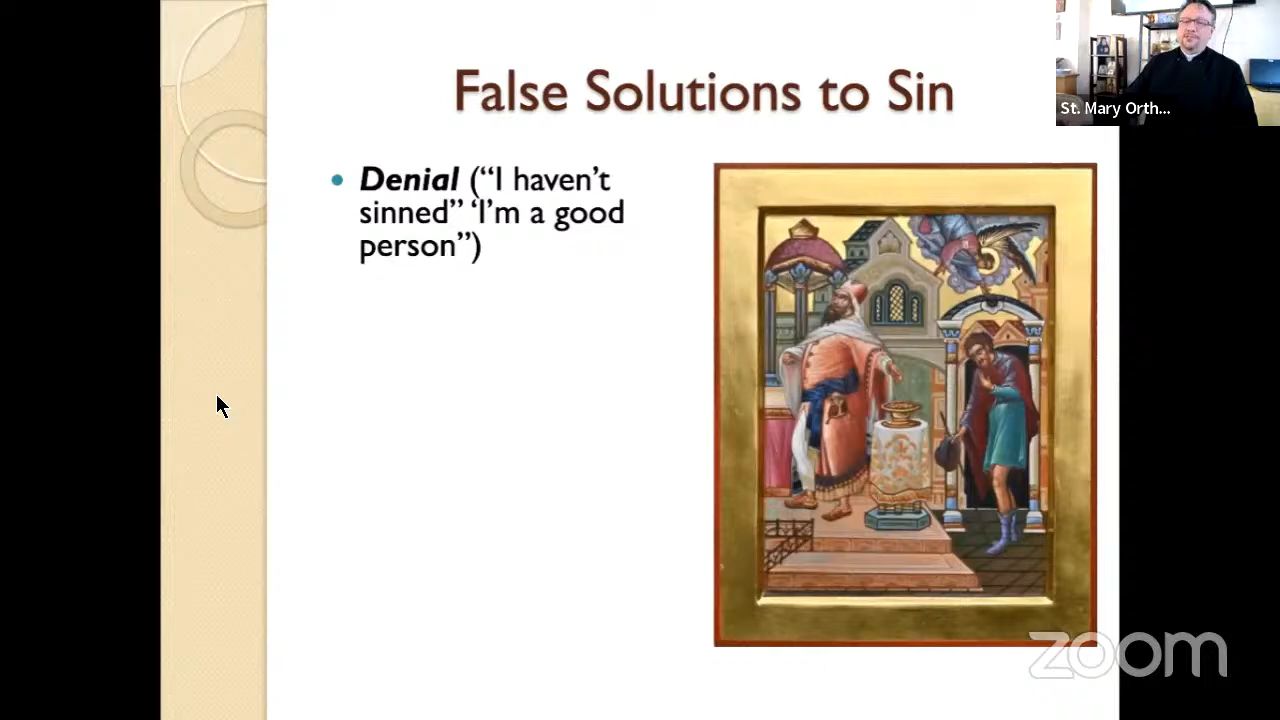 False Solutions to Sin
St. Mary Orth...
• Denial (“I haven’t
sinned” ‘I’m a good
person”)
zoom